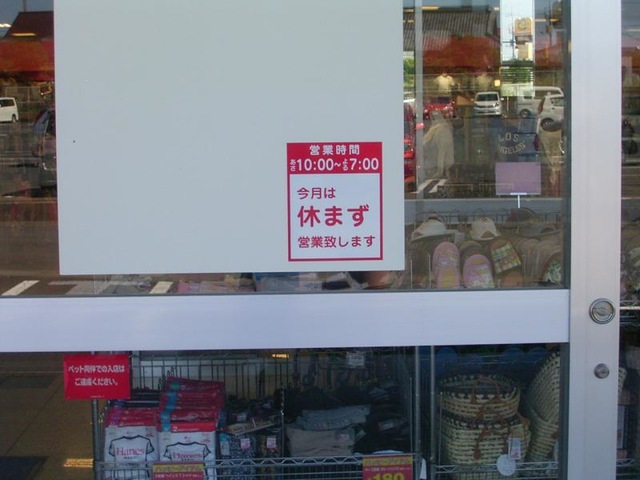 営業時間
あさ10:00~よる7:00
今月は
休まず
営業致します
ペット同伴での入店は
ご遠慮ください。
Hanes